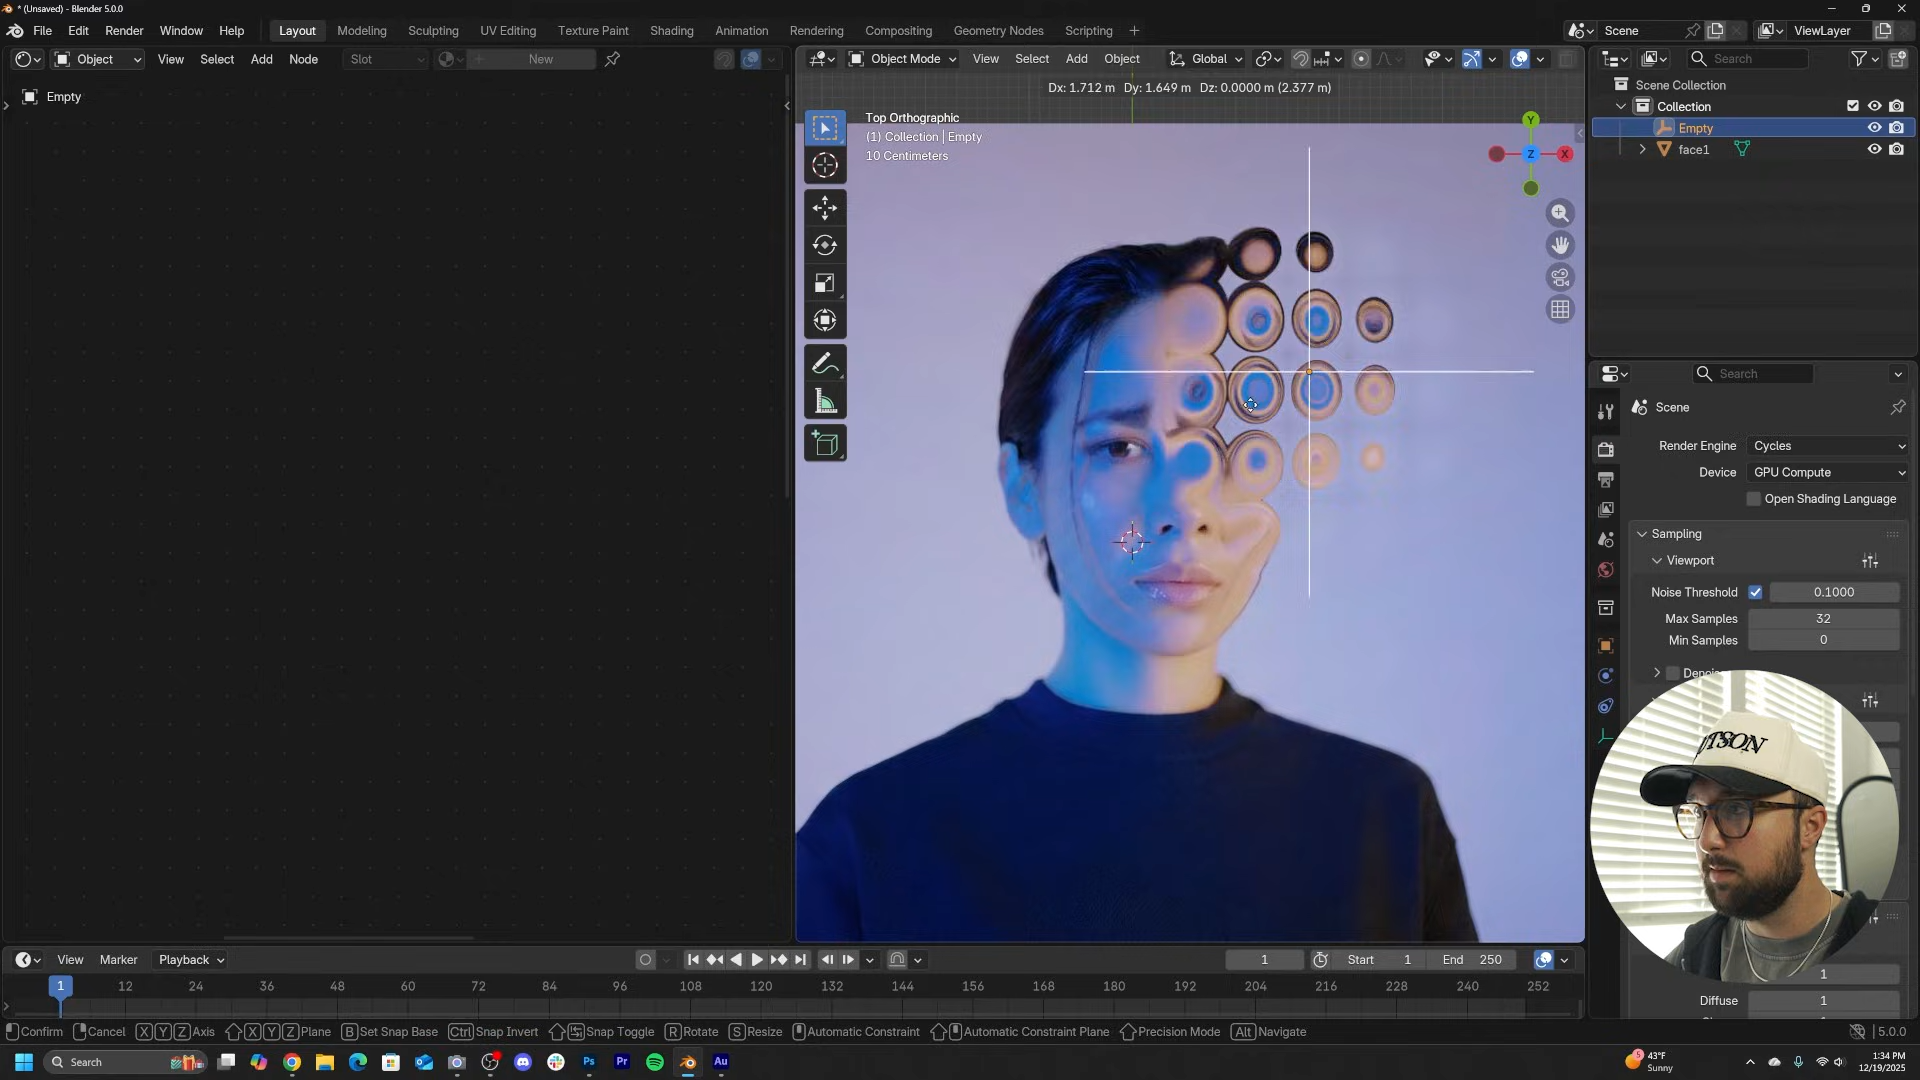 * (Unsaved) - Blender 5.0.0
File Edit Render Window Help Layout Modeling Sculpting UV Editing Texture Paint Shading Animation Rendering Compositing Geometry Nodes Scripting + Scene ViewLayer
Object View Select Add Node Slot New Object Mode View Select Add Object Global Search
Empty
Dx: 1.712 m Dy: 1.649 m Dz: 0.0000 m (2.377 m)
Top Orthographic
(1) Collection | Empty
10 Centimeters
Y
Z
X
Scene Collection
Collection
Empty
face1
Search
Scene
Render Engine Cycles
Device GPU Compute
Open Shading Language
Sampling
Viewport
Noise Threshold 0.1000
Max Samples 32
Min Samples 0
1
Diffuse 1
View Marker Playback 1 Start 1 End 250
1 12 24 36 48 60 72 84 96 108 120 132 144 156 168 180 192 204 216 228 240 252
Confirm Cancel X Y Z Axis X Y Z Plane B Set Snap Base Ctrl Snap Invert Snap Toggle R Rotate S Resize Automatic Constraint Automatic Constraint Plane Precision Mode Alt Navigate 5.0.0
Search Ps Pr Au 43°F
Sunny
1:34 PM
12/19/2025